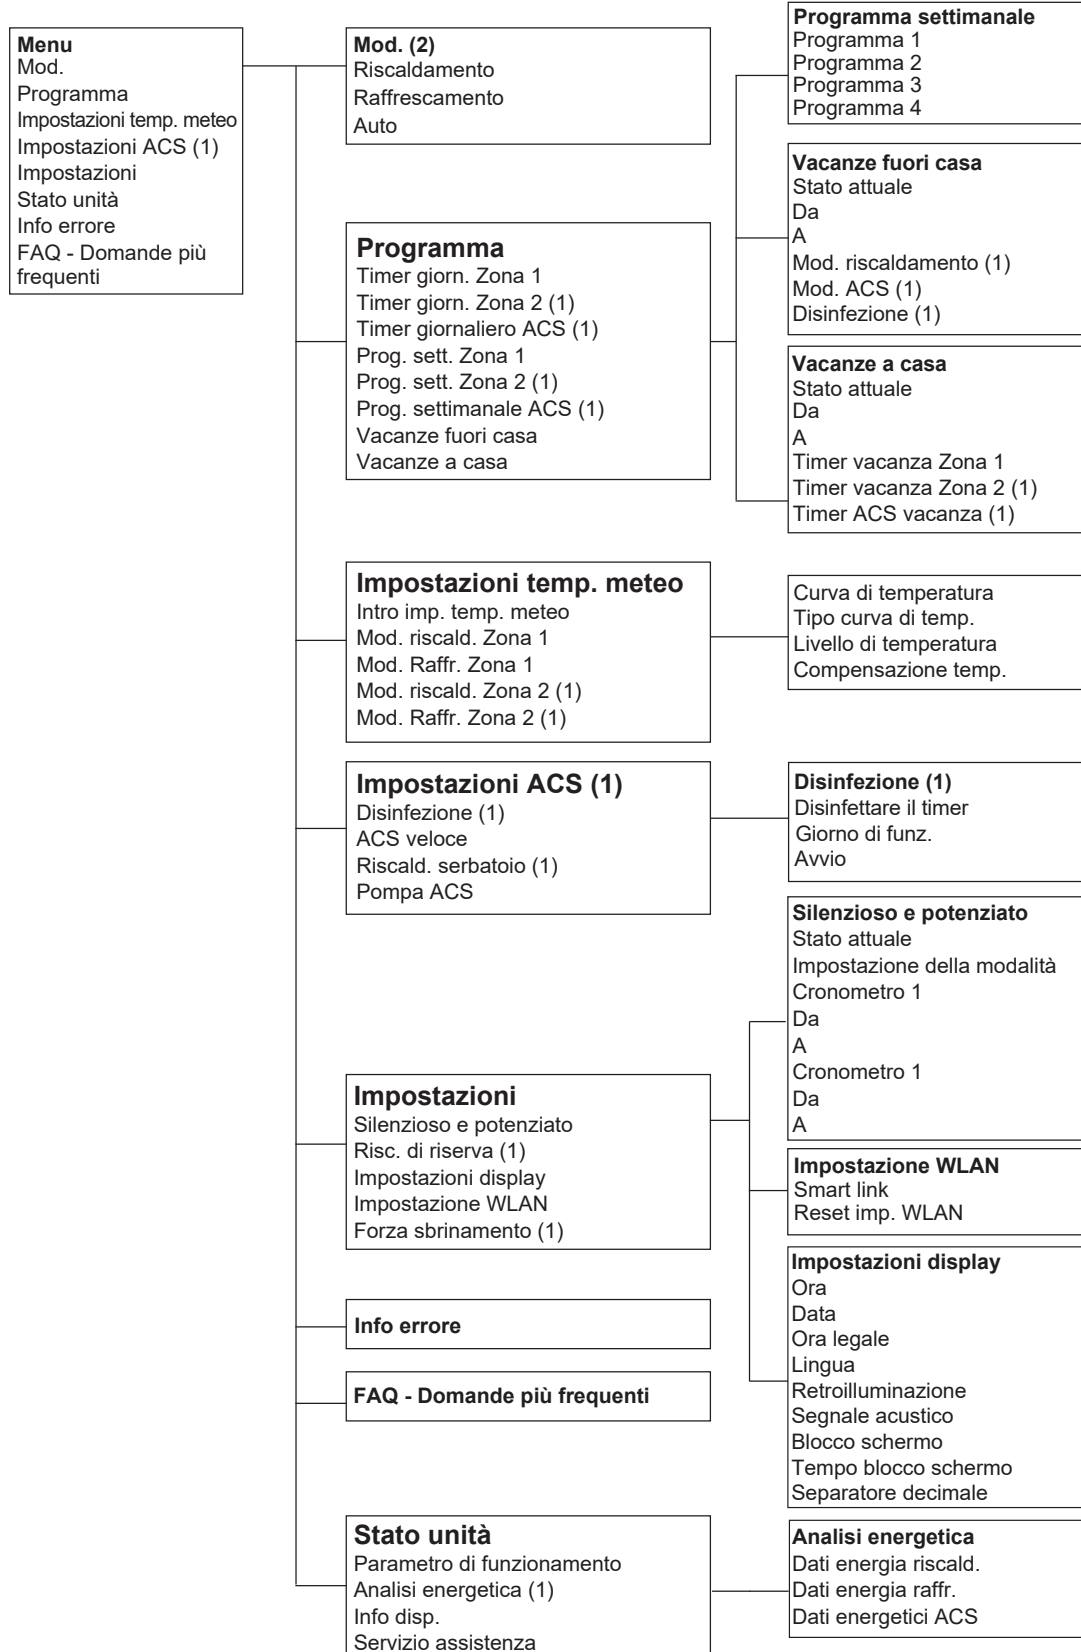 Menu
Mod.
Programma
Impostazioni temp. meteo
Impostazioni ACS (1)
Impostazioni
Stato unità
Info errore
FAQ - Domande più
frequenti
Mod. (2)
Riscaldamento
Raffrescamento
Auto
Programma
Timer giorn. Zona 1
Timer giorn. Zona 2 (1)
Timer giornaliero ACS (1)
Prog. sett. Zona 1
Prog. sett. Zona 2 (1)
Prog. settimanale ACS (1)
Vacanze fuori casa
Vacanze a casa
Programma settimanale
Programma 1
Programma 2
Programma 3
Programma 4
Vacanze fuori casa
Stato attuale
Da
A
Mod. riscaldamento (1)
Mod. ACS (1)
Disinfezione (1)
Vacanze a casa
Stato attuale
Da
A
Timer vacanza Zona 1
Timer vacanza Zona 2 (1)
Timer ACS vacanza (1)
Impostazioni temp. meteo
Intro imp. temp. meteo
Mod. riscald. Zona 1
Mod. Raffr. Zona 1
Mod. riscald. Zona 2 (1)
Mod. Raffr. Zona 2 (1)
Curva di temperatura
Tipo curva di temp.
Livello di temperatura
Compensazione temp.
Impostazioni ACS (1)
Disinfezione (1)
ACS veloce
Riscald. serbatoio (1)
Pompa ACS
Disinfezione (1)
Disinfettare il timer
Giorno di funz.
Avvio
Impostazioni
Silenzioso e potenziato
Risc. di riserva (1)
Impostazioni display
Impostazione WLAN
Forza sbrinamento (1)
Silenzioso e potenziato
Stato attuale
Impostazione della modalità
Cronometro 1
Da
A
Cronometro 1
Da
A
Impostazione WLAN
Smart link
Reset imp. WLAN
Impostazioni display
Ora
Data
Ora legale
Lingua
Retroilluminazione
Segnale acustico
Blocco schermo
Tempo blocco schermo
Separatore decimale
Info errore
FAQ - Domande più frequenti
Stato unità
Parametro di funzionamento
Analisi energetica (1)
Info disp.
Servizio assistenza
Analisi energetica
Dati energia riscald.
Dati energia raffr.
Dati energetici ACS